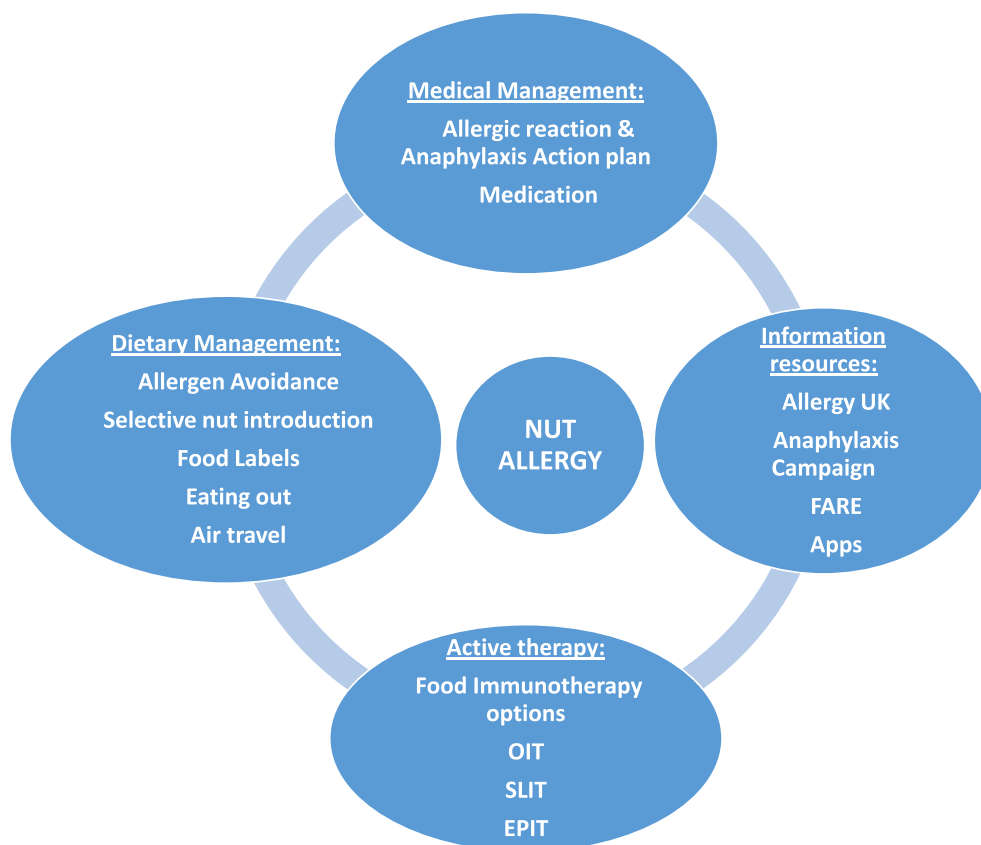 Medical Management:
Allergic reaction &
Anaphylaxis Action plan
Medication
Dietary Management:
Allergen Avoidance
Selective nut introduction
Food Labels
Eating out
Air travel
NUT
ALLERGY
Information
resources:
Allergy UK
Anaphylaxis
Campaign
FARE
Apps
Active therapy:
Food Immunotherapy
options
OIT
SLIT
EPIT